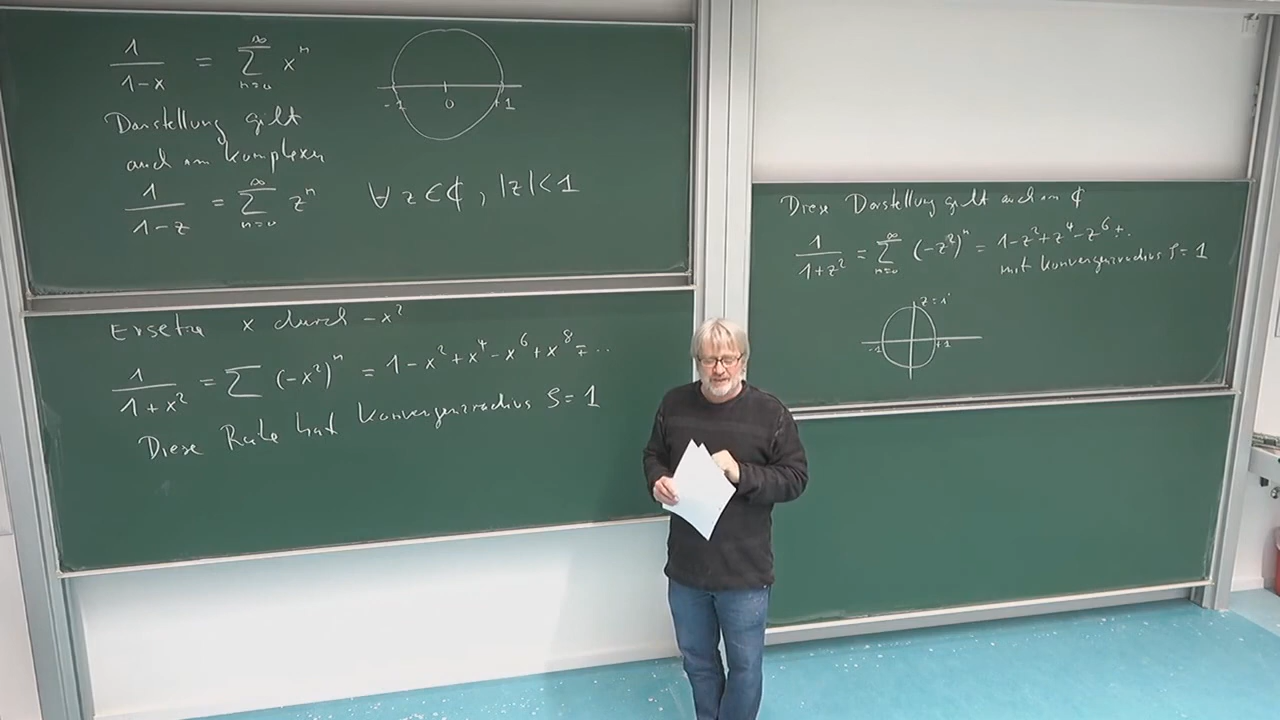 1/(1-x) = ∑_{n=0}^{∞} x^n
-1 0 +1
Darstellung gilt
auch im Komplexen
1/(1-z) = ∑_{n=0}^{∞} z^n ∀ z ∈ ℂ, |z| < 1
Ersetze x durch -x²
1/(1+x²) = ∑ (-x²)^n = 1 - x² + x⁴ - x⁶ + x⁸ ∓ ...
Diese Reihe hat Konvergenzradius ρ = 1
Diese Darstellung gilt auch in ℂ
1/(1+z²) = ∑_{n=0}^{∞} (-z²)^n = 1 - z² + z⁴ - z⁶ ± ..
mit Konvergenzradius ρ = 1
z = i
-1 +1